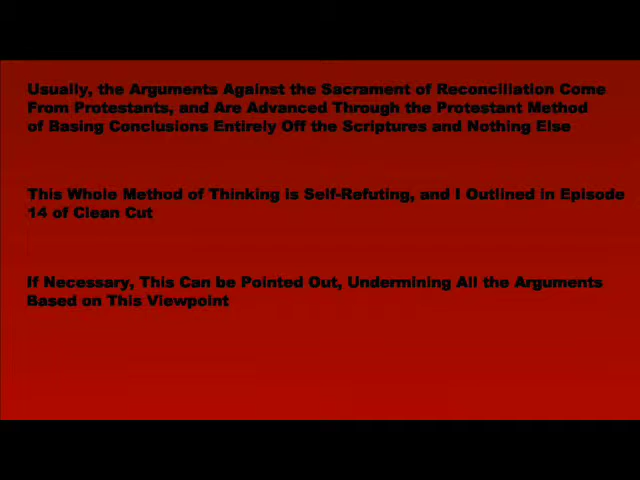 Usually, the Arguments Against the Sacrament of Reconciliation Come
From Protestants, and Are Advanced Through the Protestant Method
of Basing Conclusions Entirely Off the Scriptures and Nothing Else
This Whole Method of Thinking is Self-Refuting, and I Outlined in Episode
14 of Clean Cut
If Necessary, This Can be Pointed Out, Undermining All the Arguments
Based on This Viewpoint